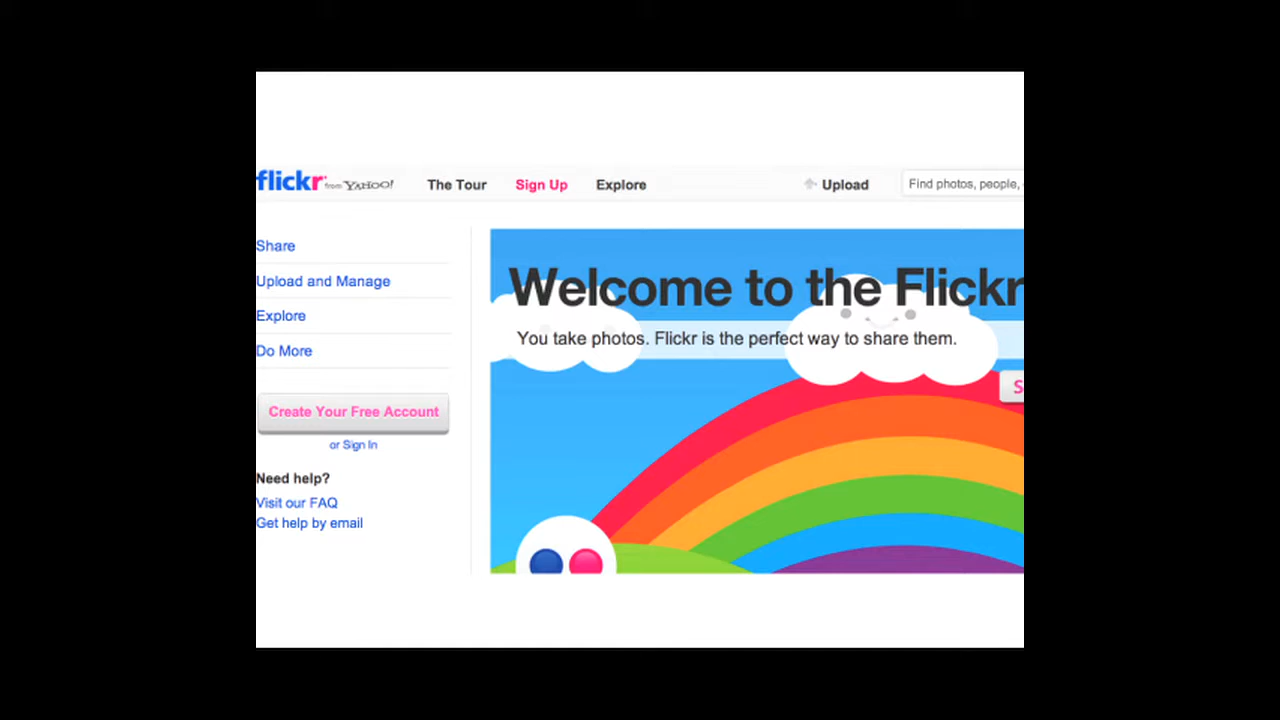 flickr from YAHOO! The Tour Sign Up Explore Upload Find photos, people,
Share
Upload and Manage
Explore
Do More
Create Your Free Account
or Sign In
Need help?
Visit our FAQ
Get help by email
Welcome to the Flickr
You take photos. Flickr is the perfect way to share them.
S